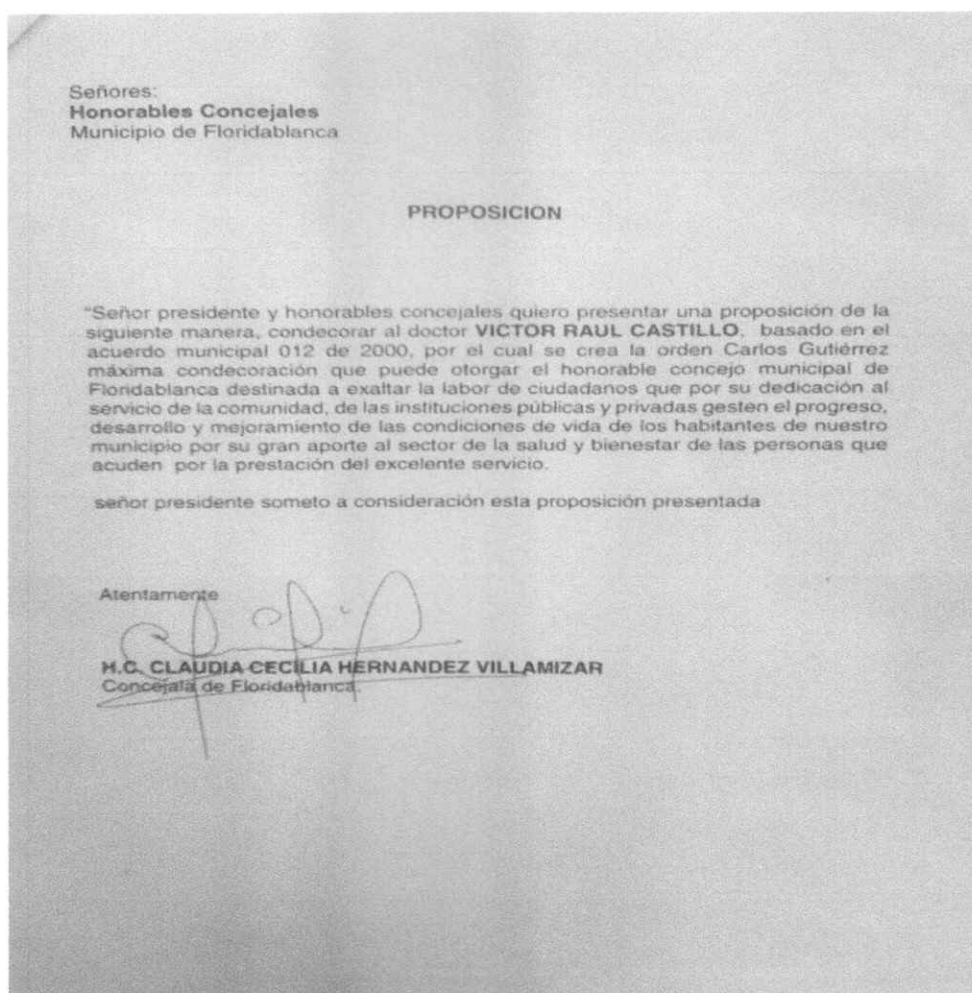 Señores:
Honorables Concejales
Municipio de Floridablanca
PROPOSICION
"Señor presidente y honorables concejales quiero presentar una proposición de la
siguiente manera, condecorar al doctor VICTOR RAUL CASTILLO, basado en el
acuerdo municipal 012 de 2000, por el cual se crea la orden Carlos Gutiérrez
máxima condecoración que puede otorgar el honorable concejo municipal de
Floridablanca destinada a exaltar la labor de ciudadanos que por su dedicación al
servicio de la comunidad, de las instituciones públicas y privadas gesten el progreso,
desarrollo y mejoramiento de las condiciones de vida de los habitantes de nuestro
municipio por su gran aporte al sector de la salud y bienestar de las personas que
acuden por la prestación del excelente servicio.
señor presidente someto a consideración esta proposición presentada
Atentamente
H.C. CLAUDIA CECILIA HERNANDEZ VILLAMIZAR
Concejala de Floridablanca.